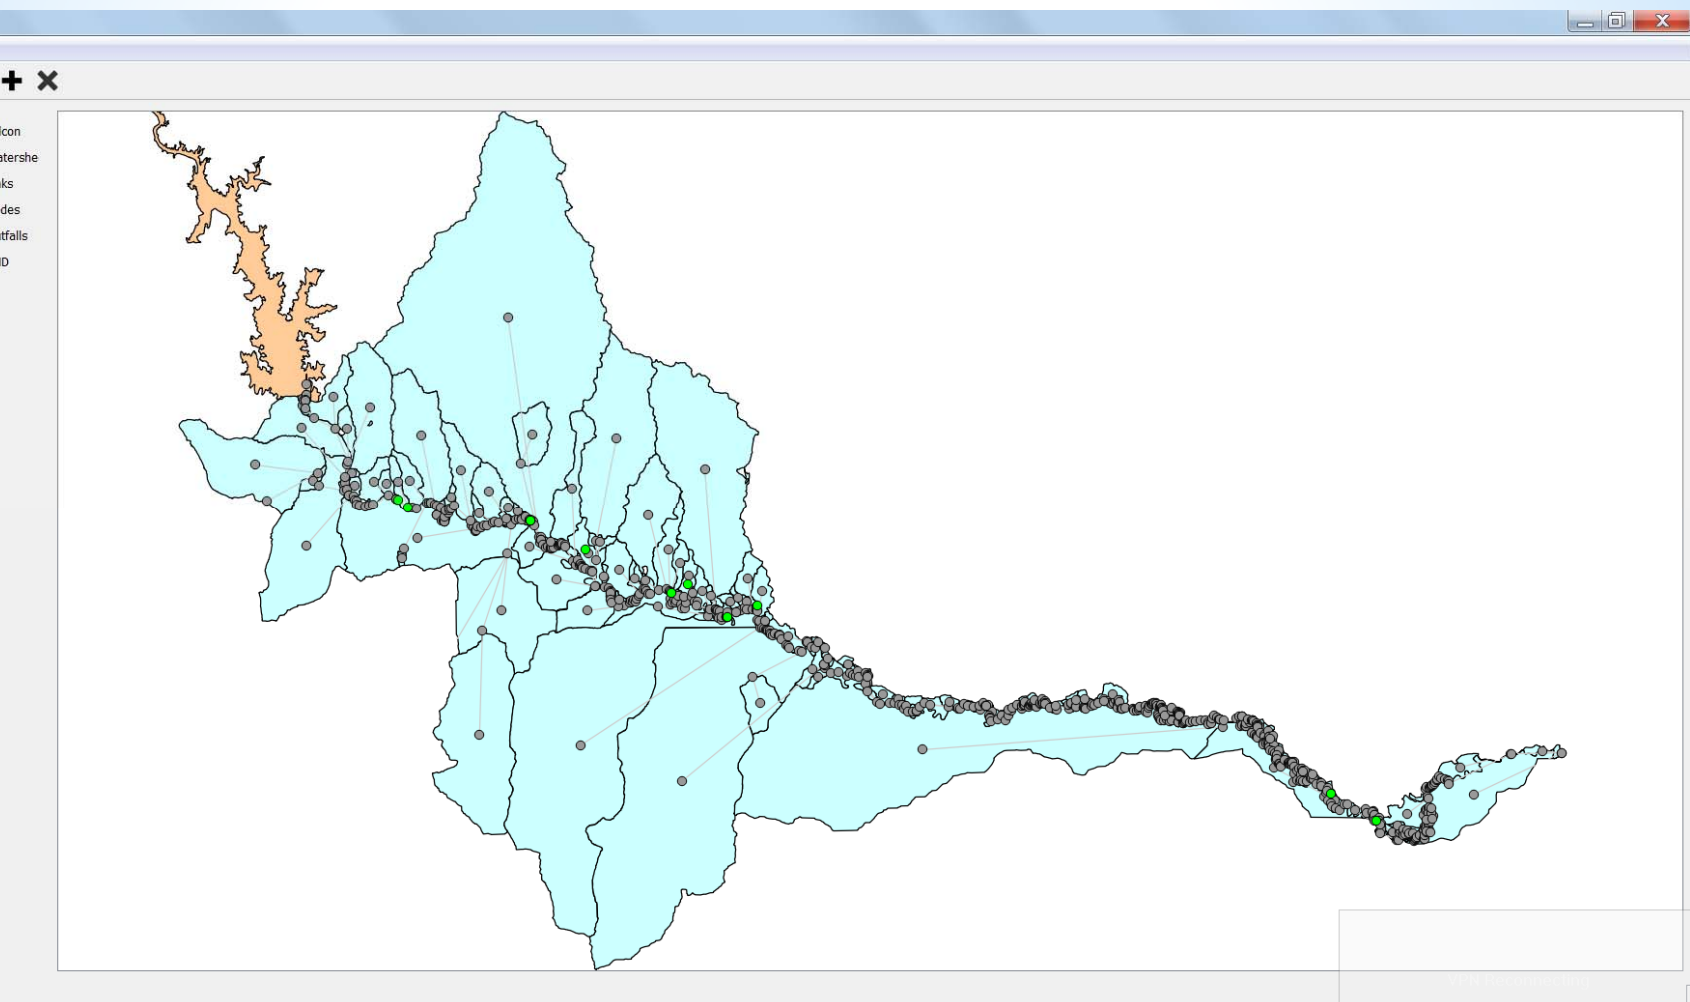 lcon
atershe
ks
des
tfalls
ID